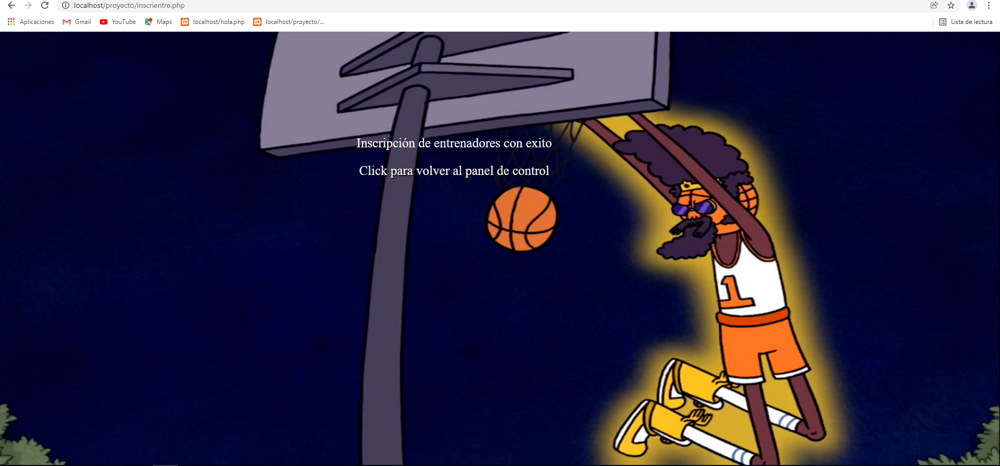 localhost/proyecto/inscrientre.php
Aplicaciones Gmail YouTube Maps localhost/hola.php localhost/proyecto/... Lista de lectura
Inscripción de entrenadores con exito
Click para volver al panel de control
1